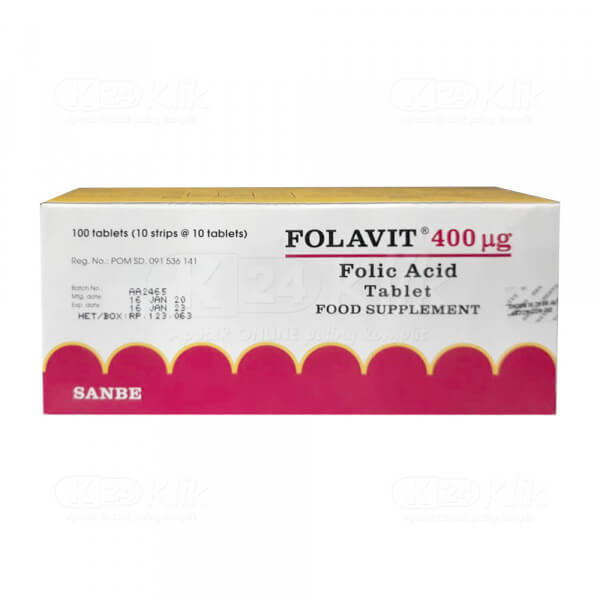 100 tablets (10 strips @ 10 tablets)
Reg. No.: POM SD. 091 536 141
Batch No.: AA2465
Mfg. date: 16 JAN 20
Exp. date: 16 JAN 23
HET/BOX: RP. 123.063
FOLAVIT® 400 µg
Folic Acid
Tablet
FOOD SUPPLEMENT
SANBE
K24Klik